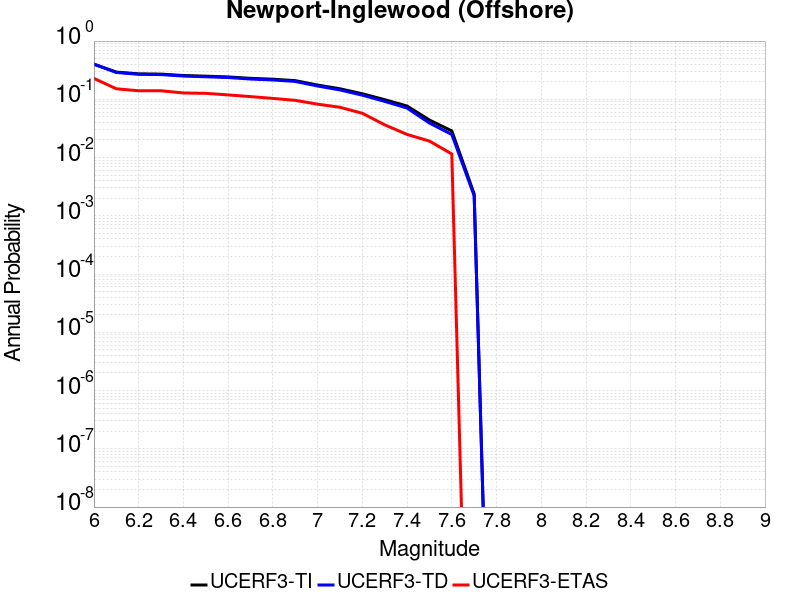 Newport-Inglewood (Offshore)
10^0
10^-1
10^-2
10^-3
10^-4
10^-5
10^-6
10^-7
10^-8
Annual Probability
6 6.2 6.4 6.6 6.8 7 7.2 7.4 7.6 7.8 8 8.2 8.4 8.6 8.8 9
Magnitude
UCERF3-TI UCERF3-TD UCERF3-ETAS